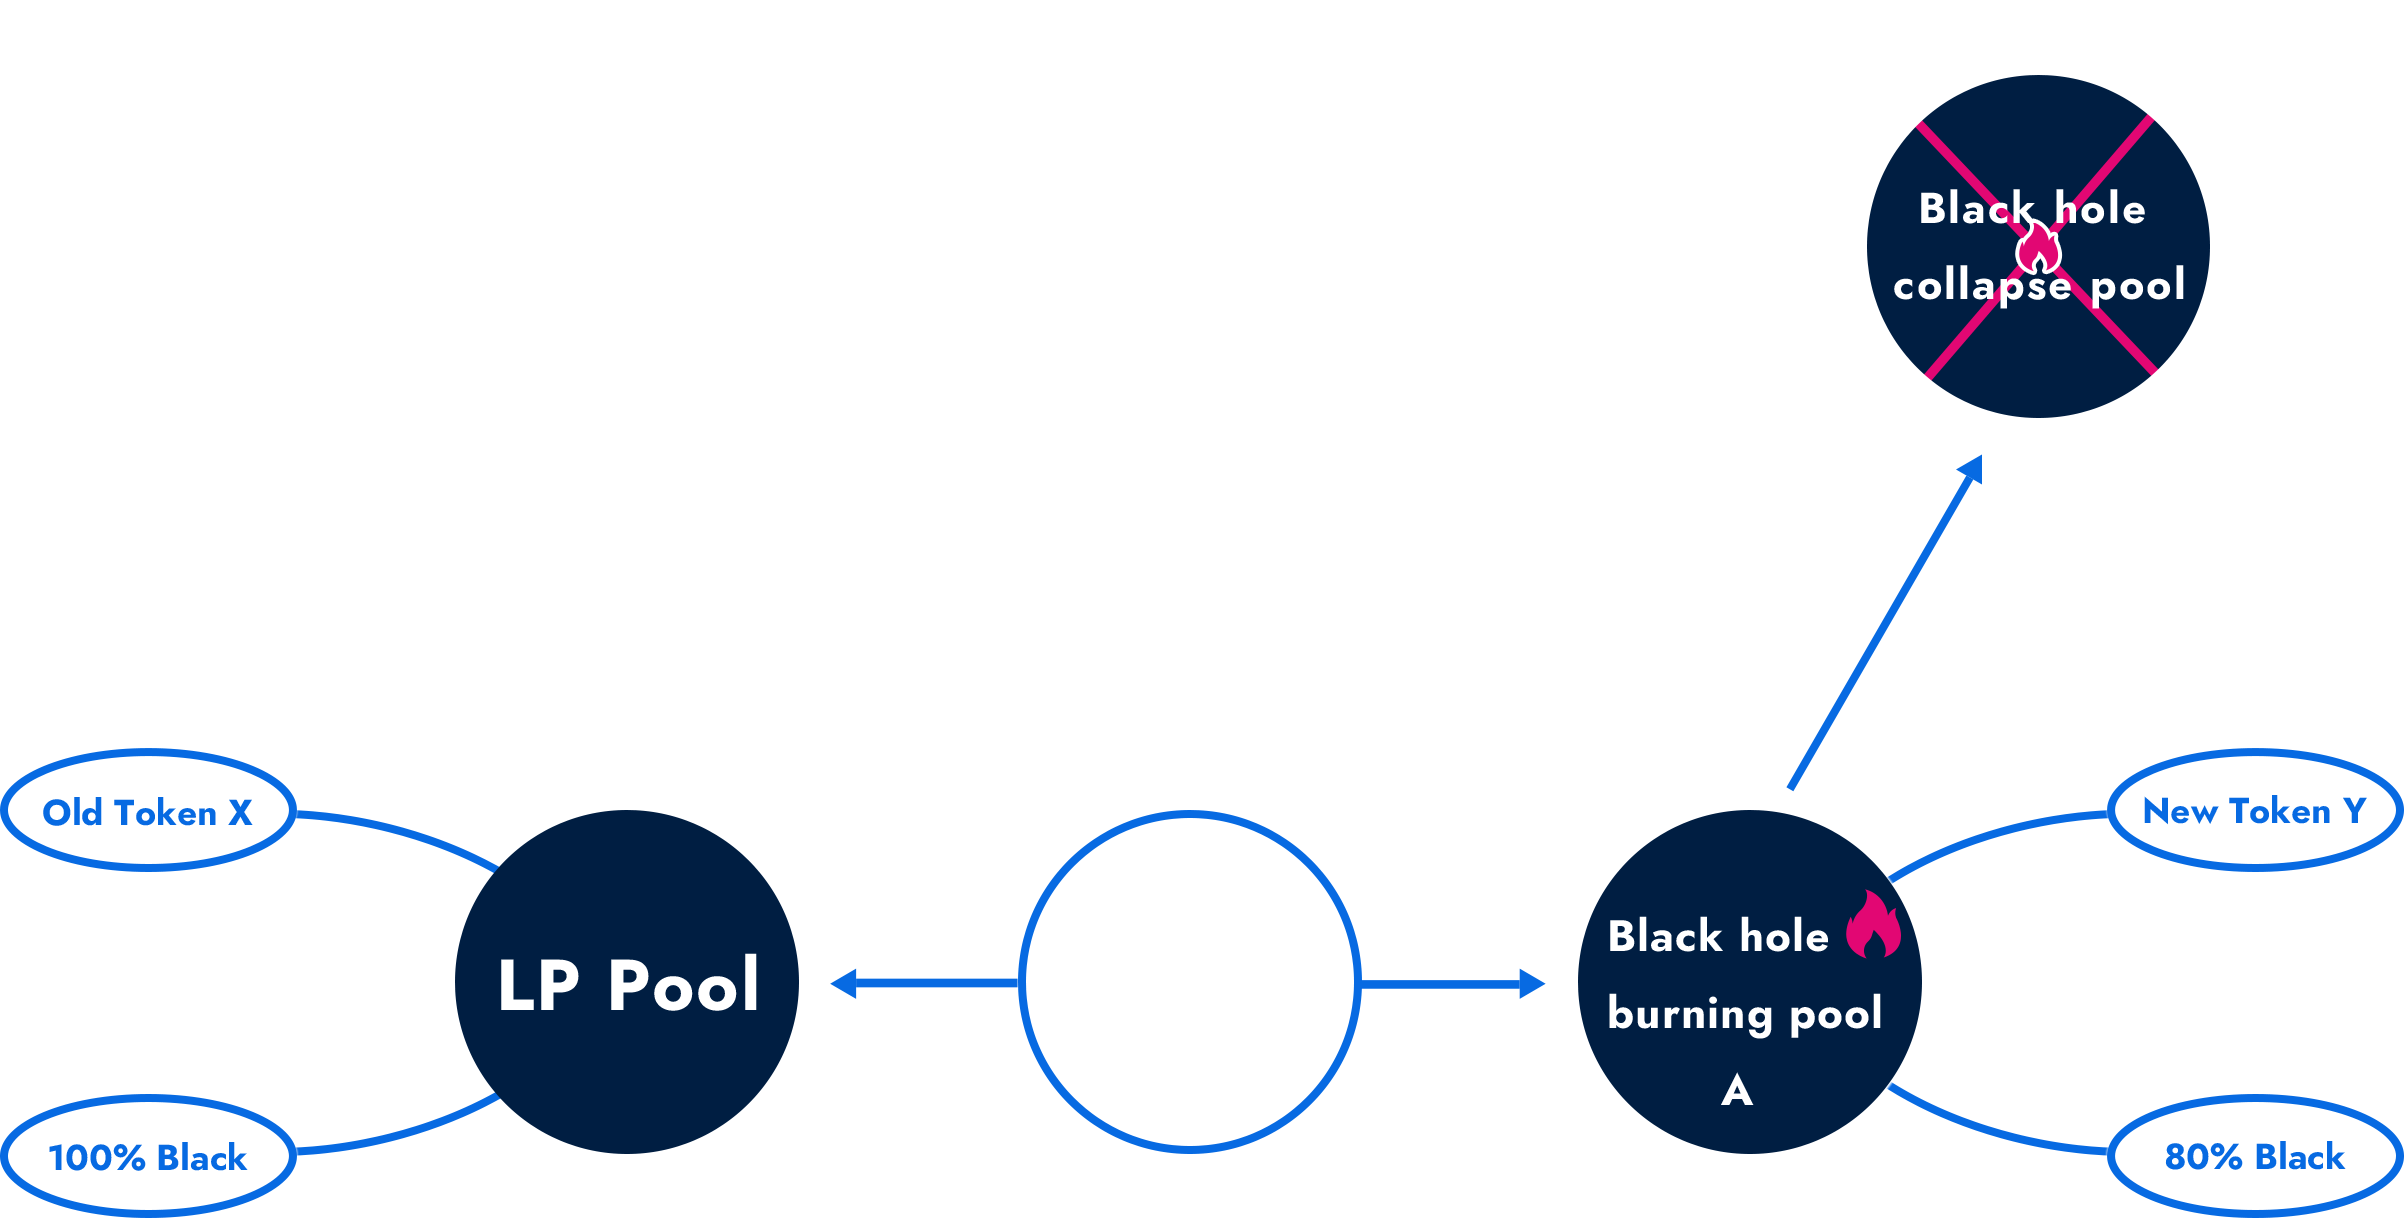 Black hole
collapse pool
Old Token X
New Token Y
LP Pool
Black hole
burning pool
A
100% Black
80% Black